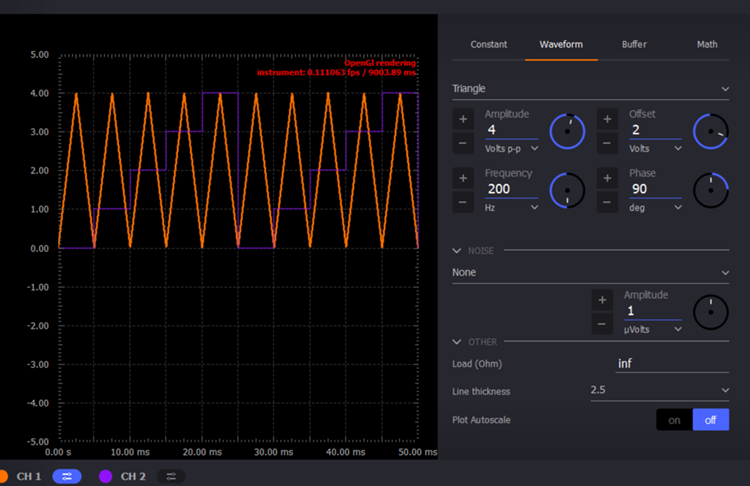 Constant Waveform Buffer Math
5.00
OpenGl rendering
instrument: 0.111063 fps / 9003.89 ms
4.00
3.00
2.00
1.00
0.00
-1.00
-2.00
-3.00
-4.00
-5.00
0.00 s 10.00 ms 20.00 ms 30.00 ms 40.00 ms 50.00 ms
CH 1 CH 2
Triangle
Amplitude Offset
+ 4 + 2
- Volts p-p - Volts
Frequency Phase
+ 200 + 90
- Hz - deg
NOISE
None
Amplitude
+ 1
- µVolts
OTHER
Load (Ohm) inf
Line thickness 2.5
Plot Autoscale on off